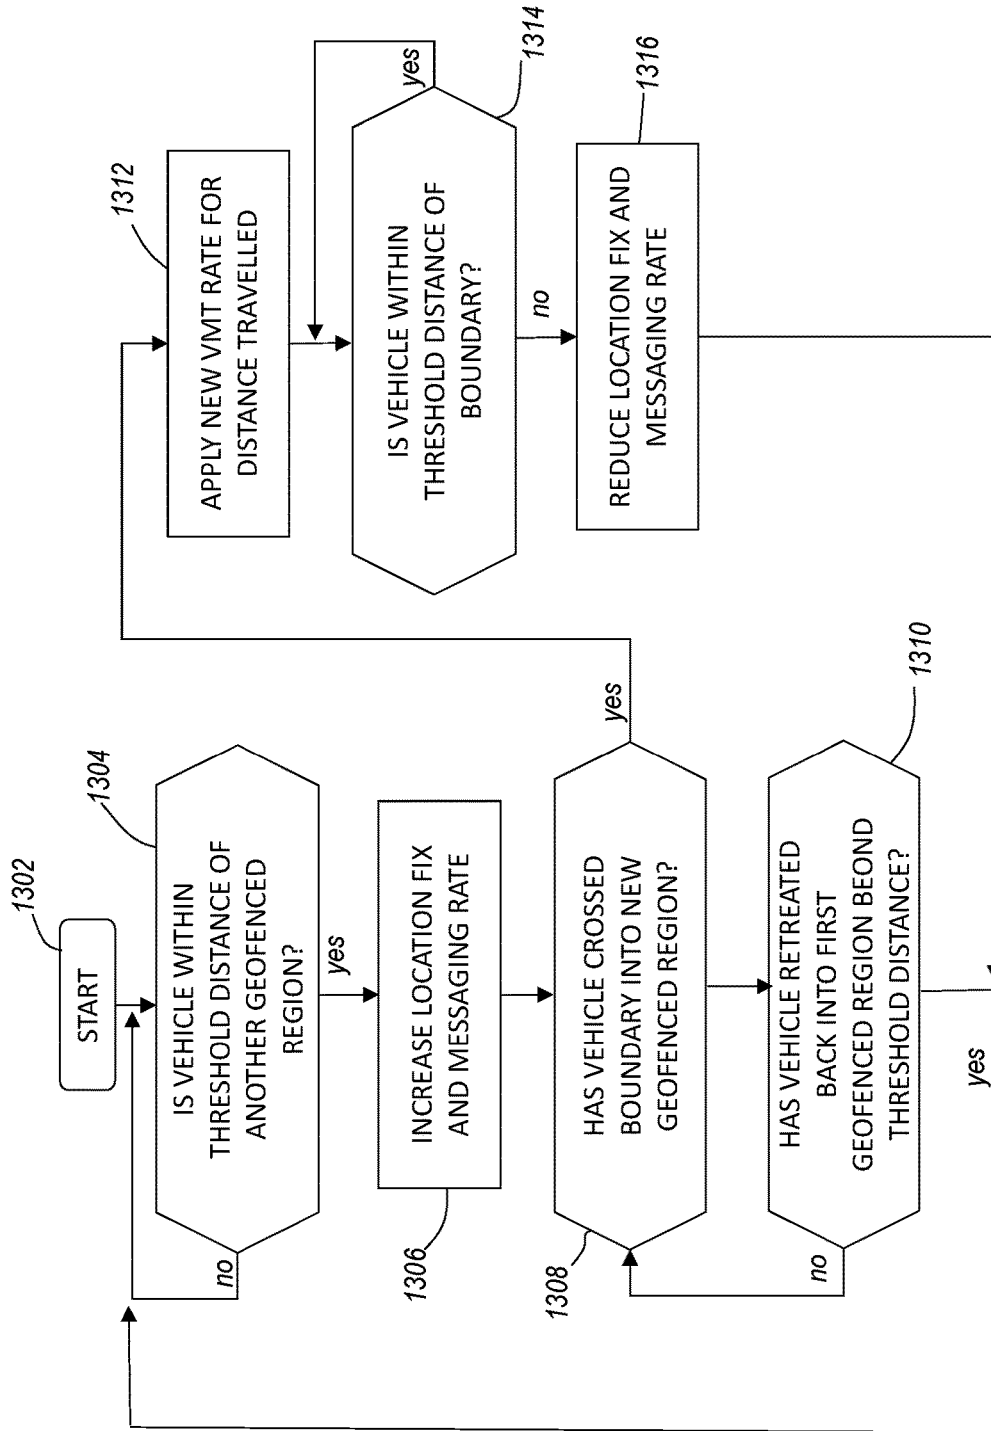 1302
START
1304
IS VEHICLE WITHIN
THRESHOLD DISTANCE OF
ANOTHER GEOFENCED
REGION?
no
yes
INCREASE LOCATION FIX
AND MESSAGING RATE
1306
HAS VEHICLE CROSSED
BOUNDARY INTO NEW
GEOFENCED REGION?
1308
yes
HAS VEHICLE RETREATED
BACK INTO FIRST
GEOFENCED REGION BEOND
THRESHOLD DISTANCE?
1310
no
yes
1312
APPLY NEW VMT RATE FOR
DISTANCE TRAVELLED
yes
IS VEHICLE WITHIN
THRESHOLD DISTANCE OF
BOUNDARY?
1314
no
1316
REDUCE LOCATION FIX AND
MESSAGING RATE